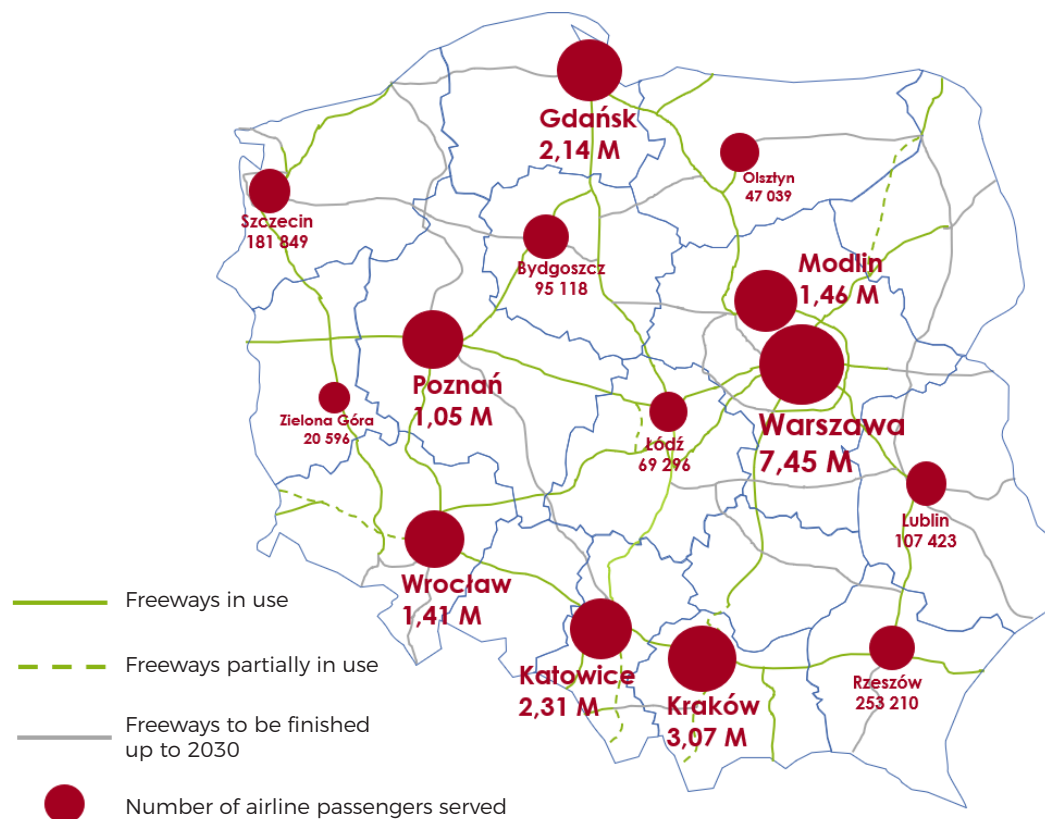 Gdańsk
2,14 M
Olsztyn
47 039
Szczecin
181 849
Bydgoszcz
95 118
Modlin
1,46 M
Poznań
1,05 M
Zielona Góra
20 596
Łódź
69 296
Warszawa
7,45 M
Lublin
107 423
Wrocław
1,41 M
Katowice
2,31 M
Kraków
3,07 M
Rzeszów
253 210
Freeways in use
Freeways partially in use
Freeways to be finished
up to 2030
Number of airline passengers served